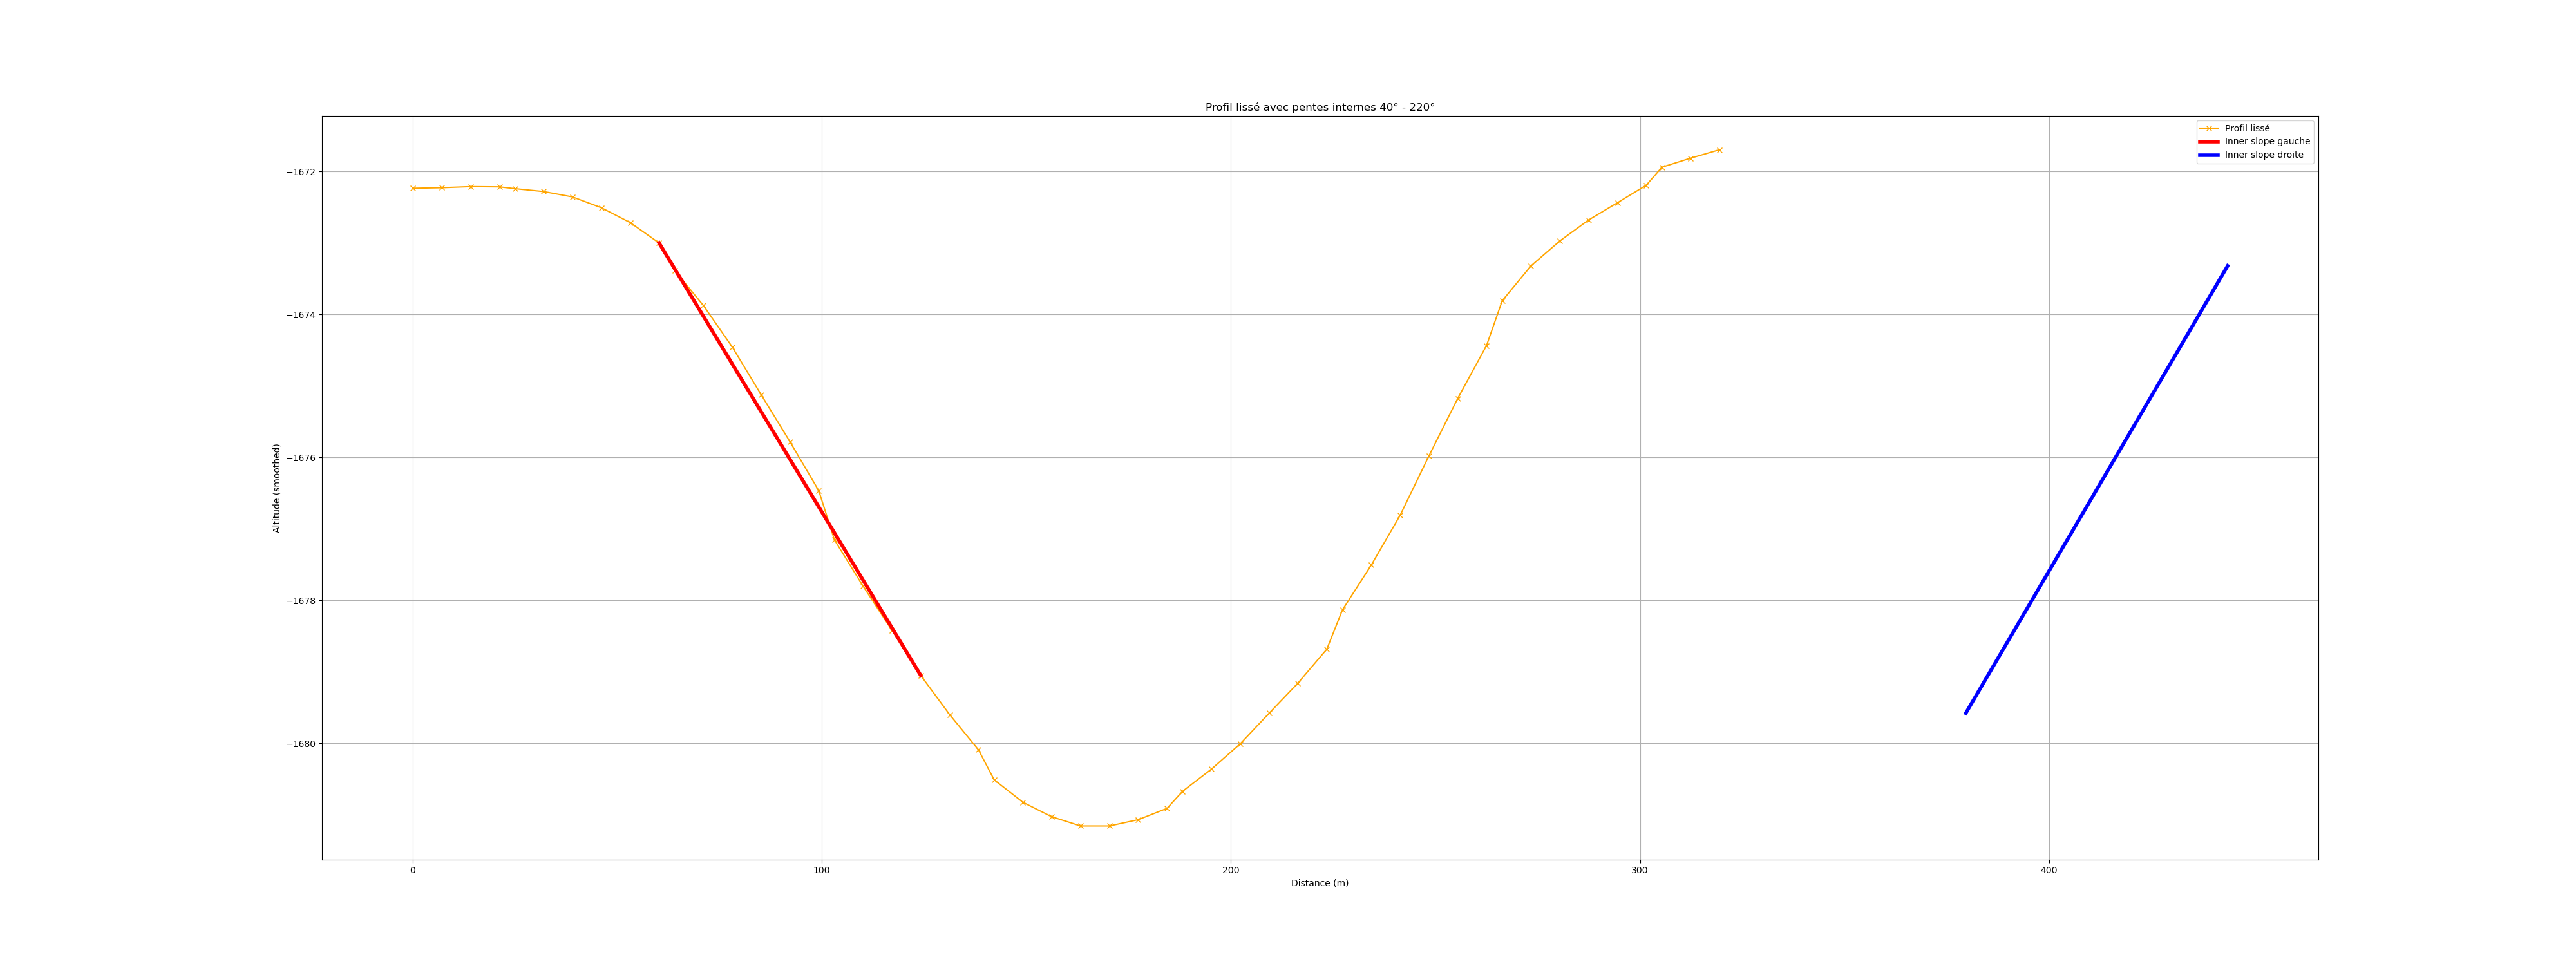 Profil lissé avec pentes internes 40° - 220°
Profil lissé
Inner slope gauche
Inner slope droite
−1672
−1674
−1676
−1678
−1680
Altitude (smoothed)
0 100 200 300 400
Distance (m)